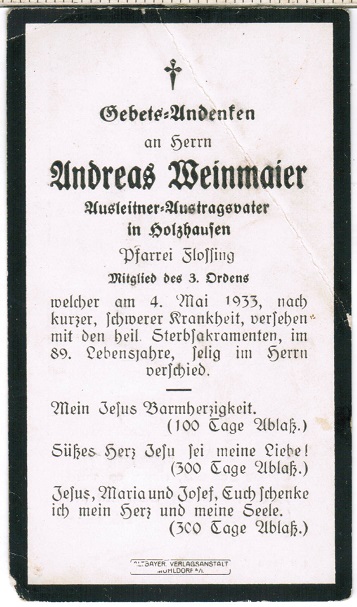 Gebets-Andenken
an Herrn
Andreas Weinmaier
Ausleitner-Austragsvater
in Holzhausen
Pfarrei Flossing
Mitglied des 3. Ordens
welcher am 4. Mai 1933, nach
kurzer, schwerer Krankheit, versehen
mit den heil. Sterbsakramenten, im
89. Lebensjahre, selig im Herrn
verschied.
Mein Jesus Barmherzigkeit.
(100 Tage Ablaß.)
Süßes Herz Jesu sei meine Liebe!
(300 Tage Ablaß.)
Jesus, Maria und Josef, Euch schenke
ich mein Herz und meine Seele.
(300 Tage Ablaß.)
ALTBAYER. VERLAGSANSTALT
MÜHLDORF a/I.